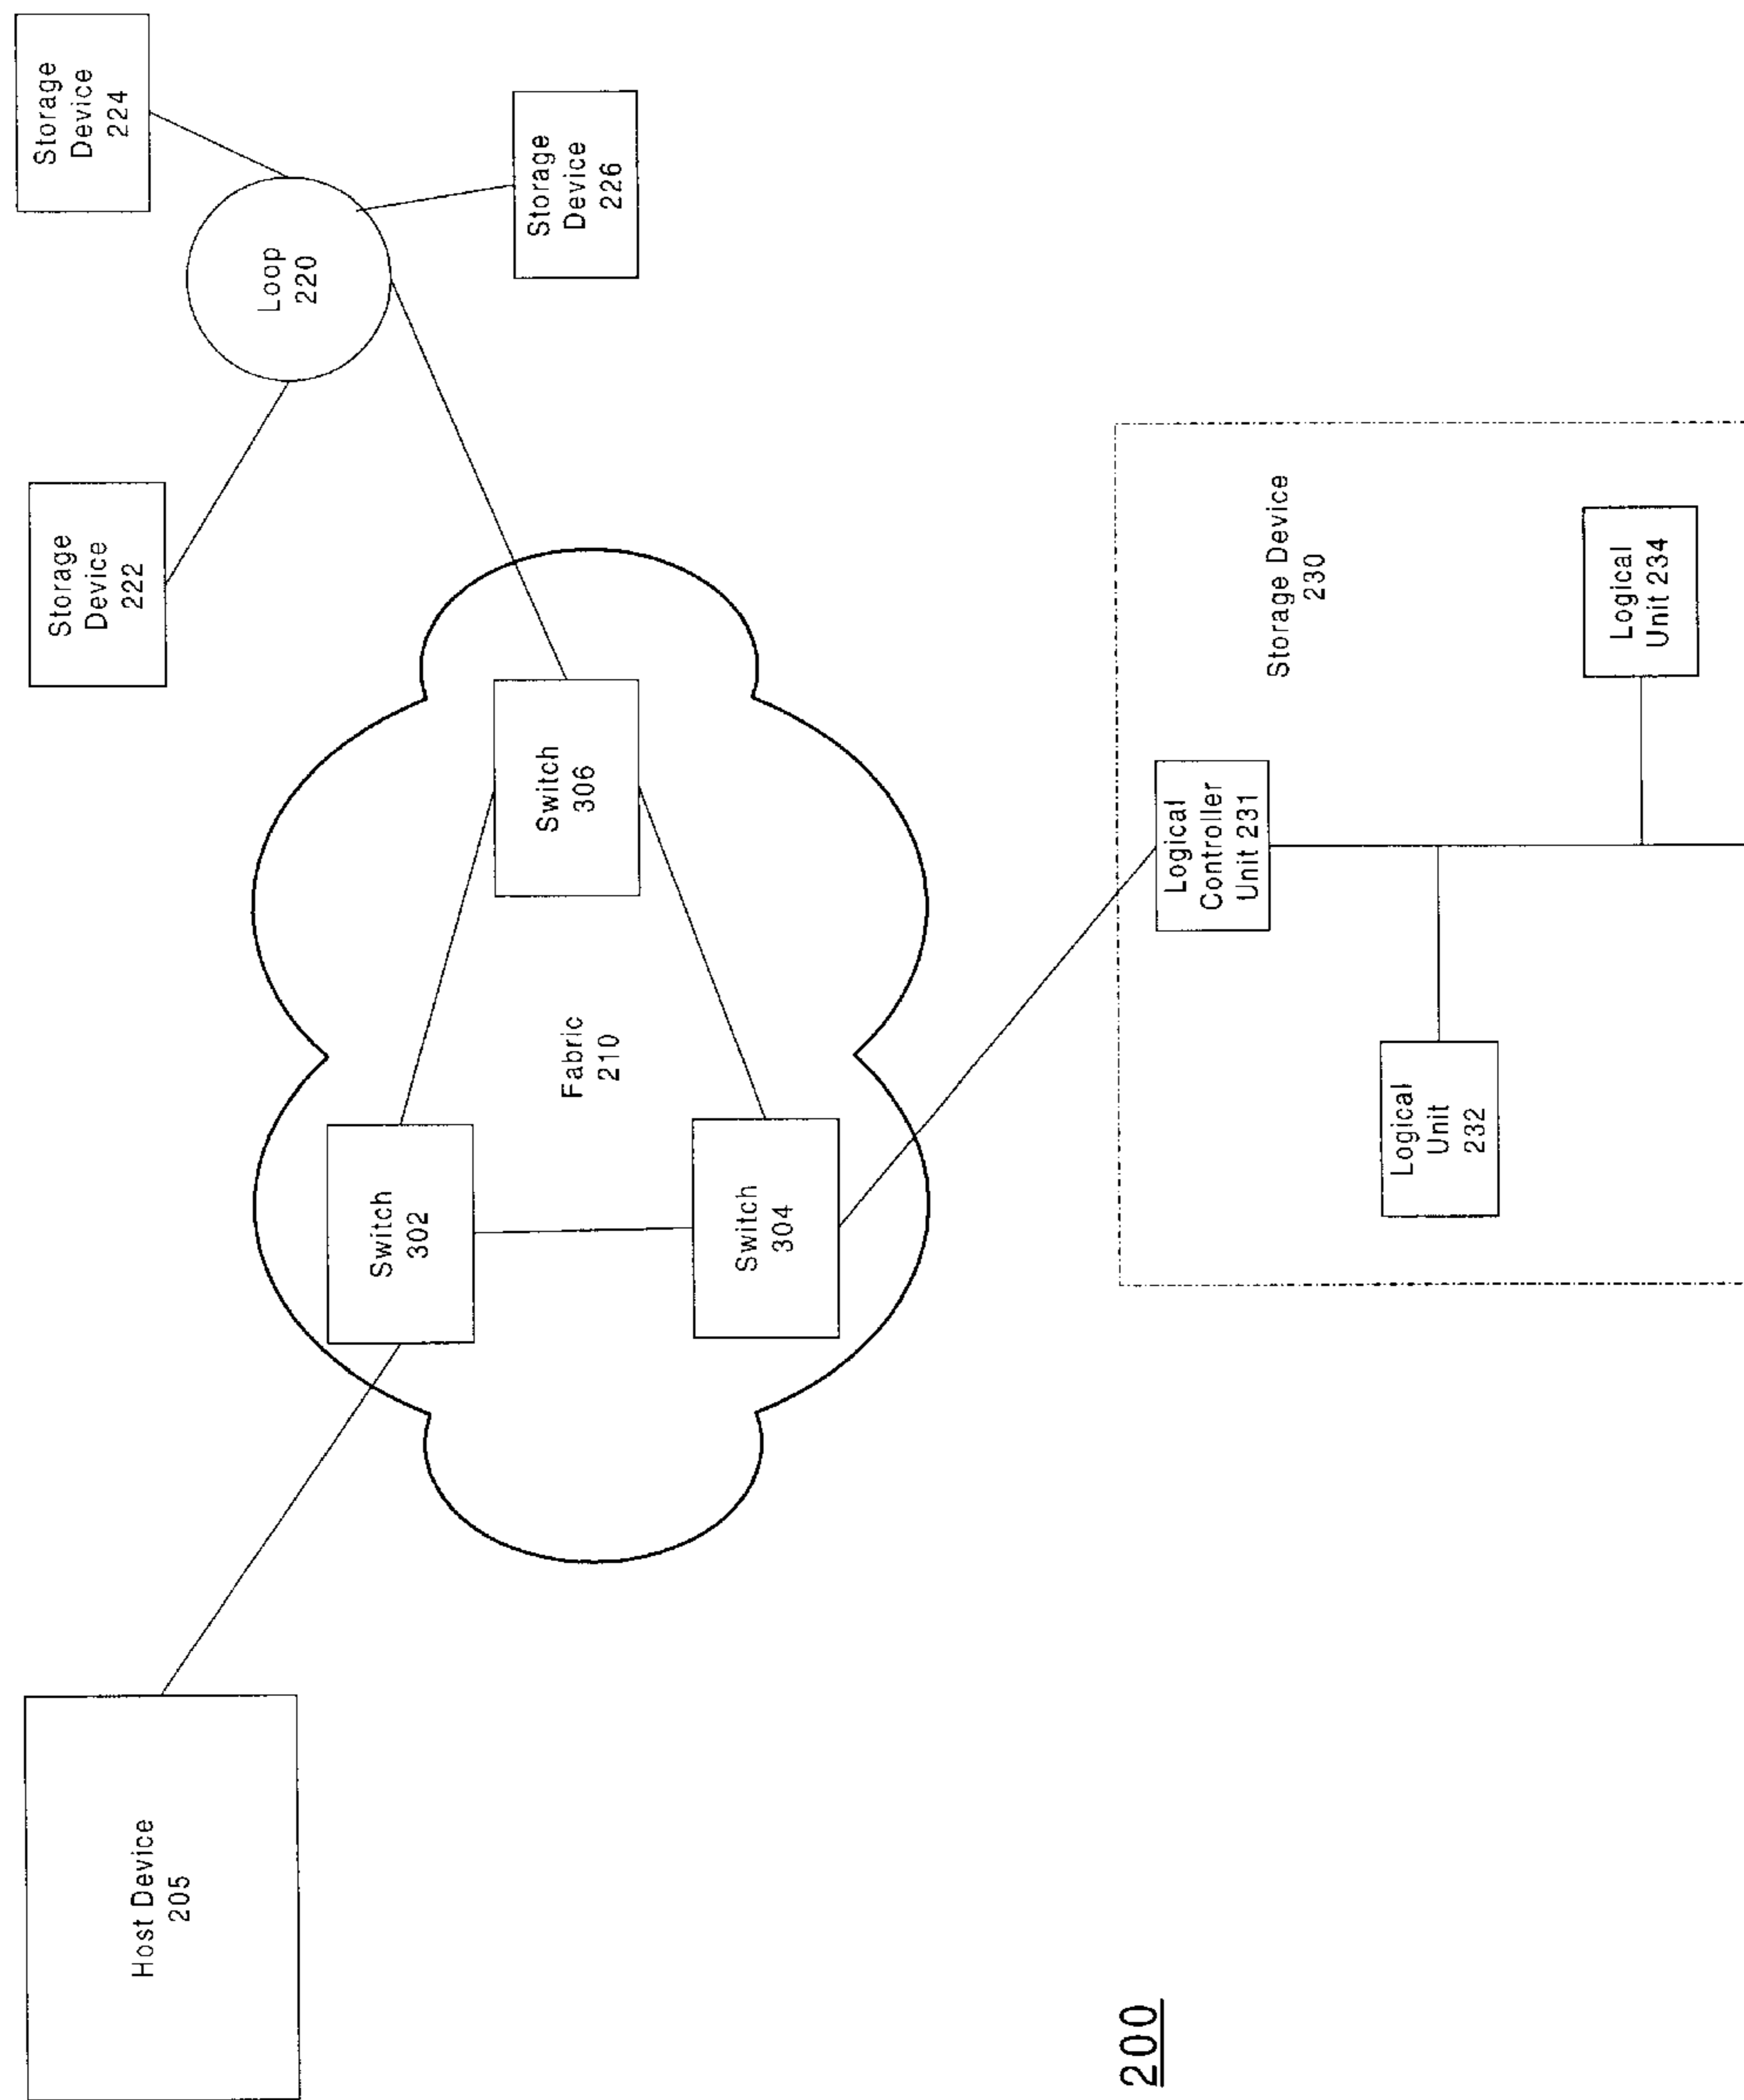 Host Device
205
Switch
302
Switch
304
Fabric
210
Switch
306
Storage
Device
222
Loop
220
Storage
Device
224
Storage
Device
226
Storage Device
230
Logical
Controller
Unit 231
Logical
Unit
232
Logical
Unit 234
200